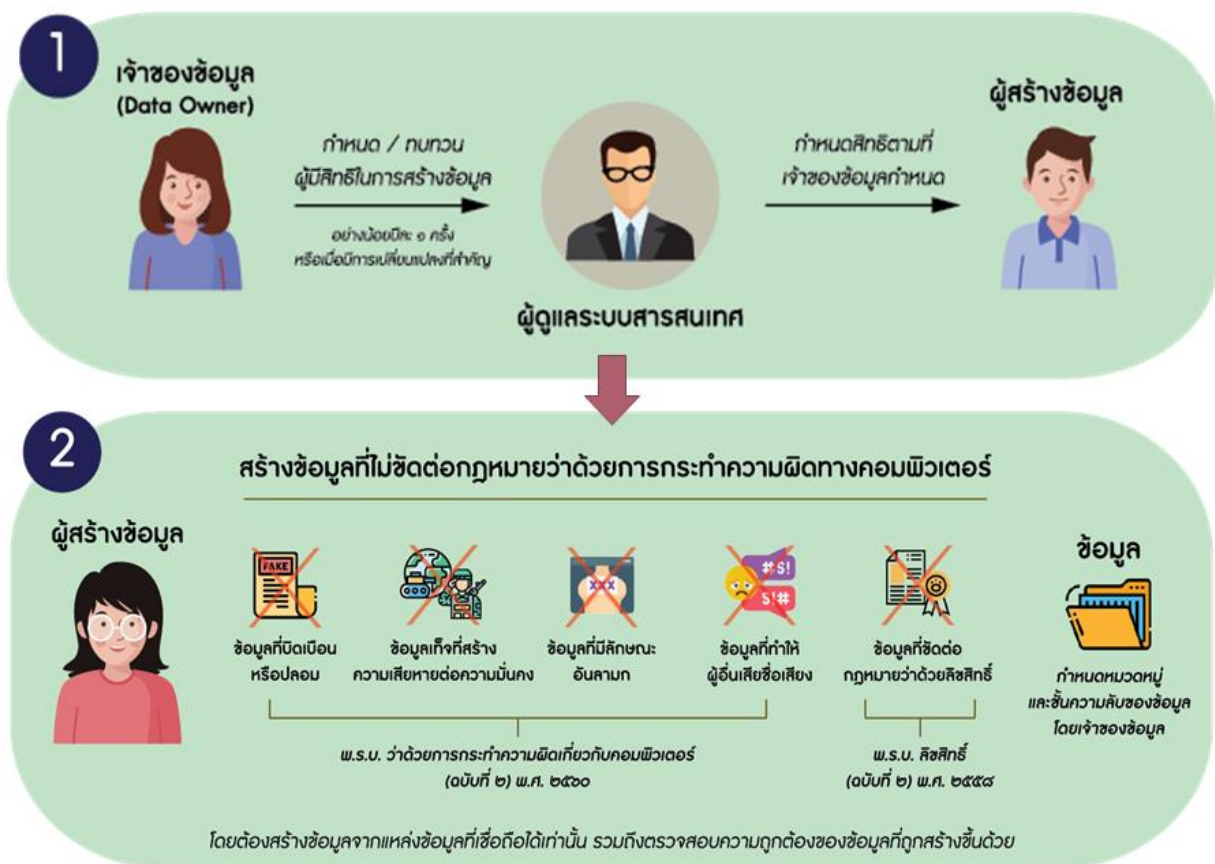 1
เจ้าของข้อมูล
(Data Owner)
กำหนด / ทบทวน
ผู้มีสิทธิในการสร้างข้อมูล
อย่างน้อยปีละ ๑ ครั้ง
หรือเมื่อมีการเปลี่ยนแปลงที่สำคัญ
ผู้ดูแลระบบสารสนเทศ
กำหนดสิทธิตามที่
เจ้าของข้อมูลกำหนด
ผู้สร้างข้อมูล
2
สร้างข้อมูลที่ไม่ขัดต่อกฎหมายว่าด้วยการกระทำความผิดทางคอมพิวเตอร์
ผู้สร้างข้อมูล
FAKE
ข้อมูลที่บิดเบือน
หรือปลอม
ข้อมูลเท็จที่สร้าง
ความเสียหายต่อความมั่นคง
XXX
ข้อมูลที่มีลักษณะ
อันลามก
#S!
S!#
ข้อมูลที่ทำให้
ผู้อื่นเสียชื่อเสียง
ข้อมูลที่ขัดต่อ
กฎหมายว่าด้วยลิขสิทธิ์
พ.ร.บ. ว่าด้วยการกระทำความผิดเกี่ยวกับคอมพิวเตอร์
(ฉบับที่ ๒) พ.ศ. ๒๕๖๐
พ.ร.บ. ลิขสิทธิ์
(ฉบับที่ ๒) พ.ศ. ๒๕๕๘
ข้อมูล
กำหนดหมวดหมู่
และชั้นความลับของข้อมูล
โดยเจ้าของข้อมูล
โดยต้องสร้างข้อมูลจากแหล่งข้อมูลที่เชื่อถือได้เท่านั้น รวมถึงตรวจสอบความถูกต้องของข้อมูลที่ถูกสร้างขึ้นด้วย